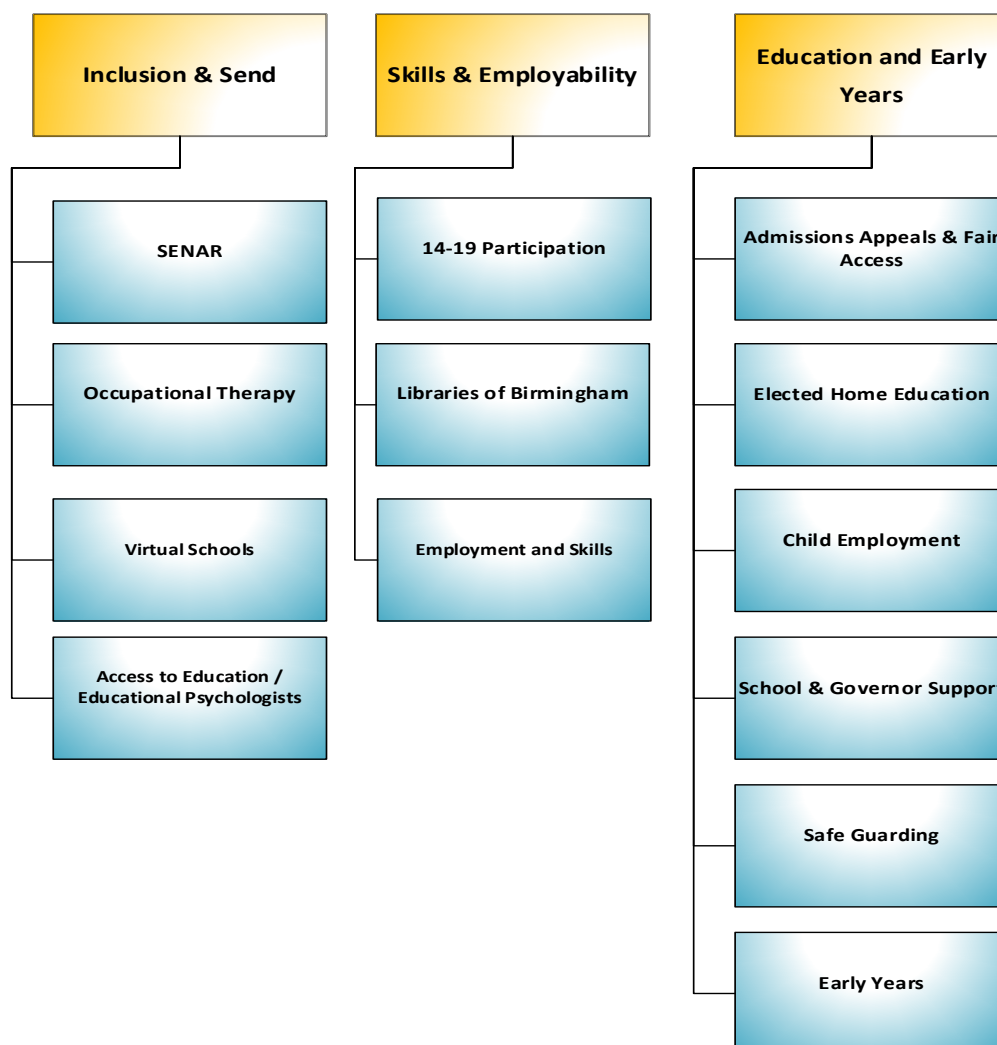 Inclusion & Send
SENAR
Occupational Therapy
Virtual Schools
Access to Education /
Educational Psychologists
Skills & Employability
14-19 Participation
Libraries of Birmingham
Employment and Skills
Education and Early
Years
Admissions Appeals & Fair
Access
Elected Home Education
Child Employment
School & Governor Support
Safe Guarding
Early Years